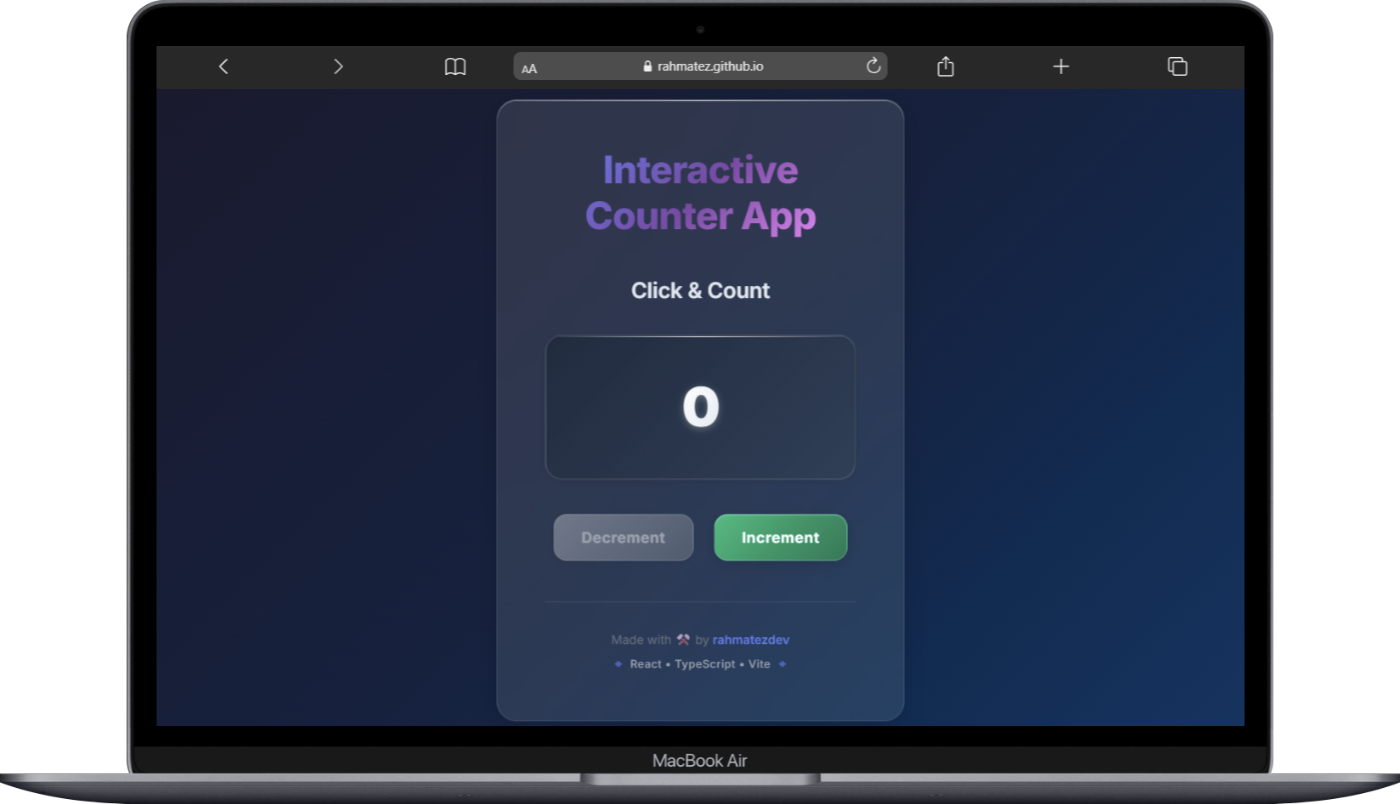 AA rahmatez.github.io
Interactive
Counter App
Click & Count
0
Decrement Increment
Made with ⚒️ by rahmatezdev
React • TypeScript • Vite
MacBook Air